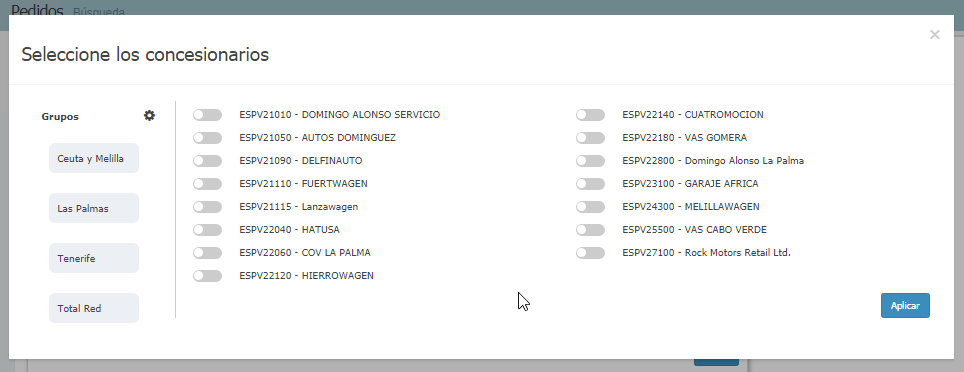 Pedidos Búsqueda
×
Seleccione los concesionarios
Grupos
Ceuta y Melilla
Las Palmas
Tenerife
Total Red
ESPV21010 - DOMINGO ALONSO SERVICIO
ESPV21050 - AUTOS DOMINGUEZ
ESPV21090 - DELFINAUTO
ESPV21110 - FUERTWAGEN
ESPV21115 - Lanzawagen
ESPV22040 - HATUSA
ESPV22060 - COV LA PALMA
ESPV22120 - HIERROWAGEN
ESPV22140 - CUATROMOCION
ESPV22180 - VAS GOMERA
ESPV22800 - Domingo Alonso La Palma
ESPV23100 - GARAJE AFRICA
ESPV24300 - MELILLAWAGEN
ESPV25500 - VAS CABO VERDE
ESPV27100 - Rock Motors Retail Ltd.
Aplicar